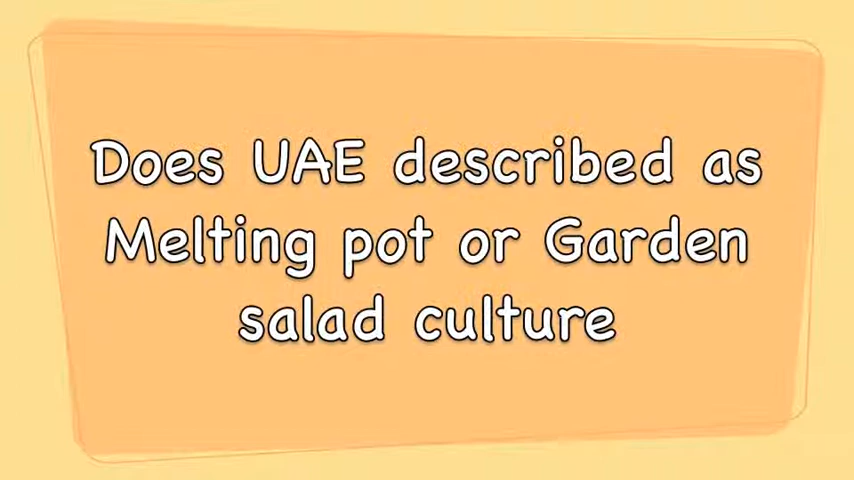 Does UAE described as
Melting pot or Garden
salad culture